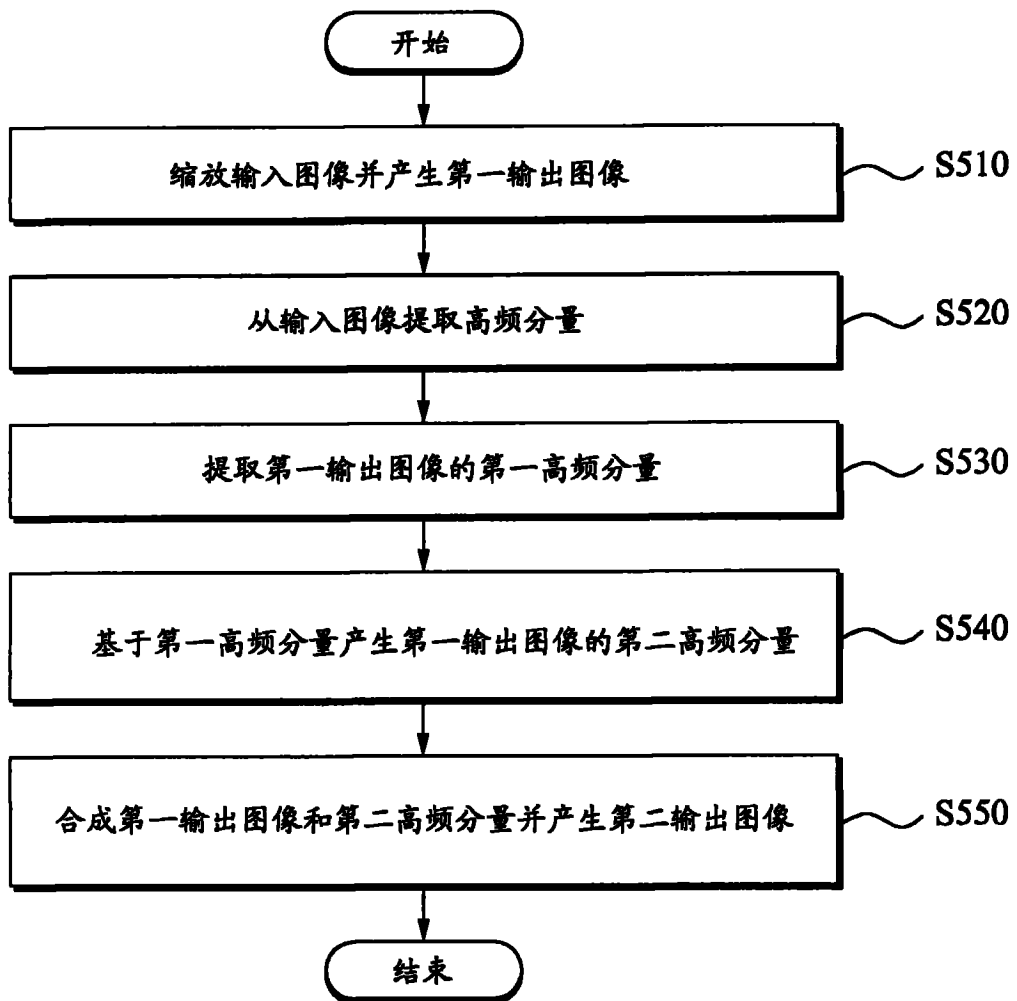 开始
缩放输入图像并产生第一输出图像
S510
从输入图像提取高频分量
S520
提取第一输出图像的第一高频分量
S530
基于第一高频分量产生第一输出图像的第二高频分量
S540
合成第一输出图像和第二高频分量并产生第二输出图像
S550
结束